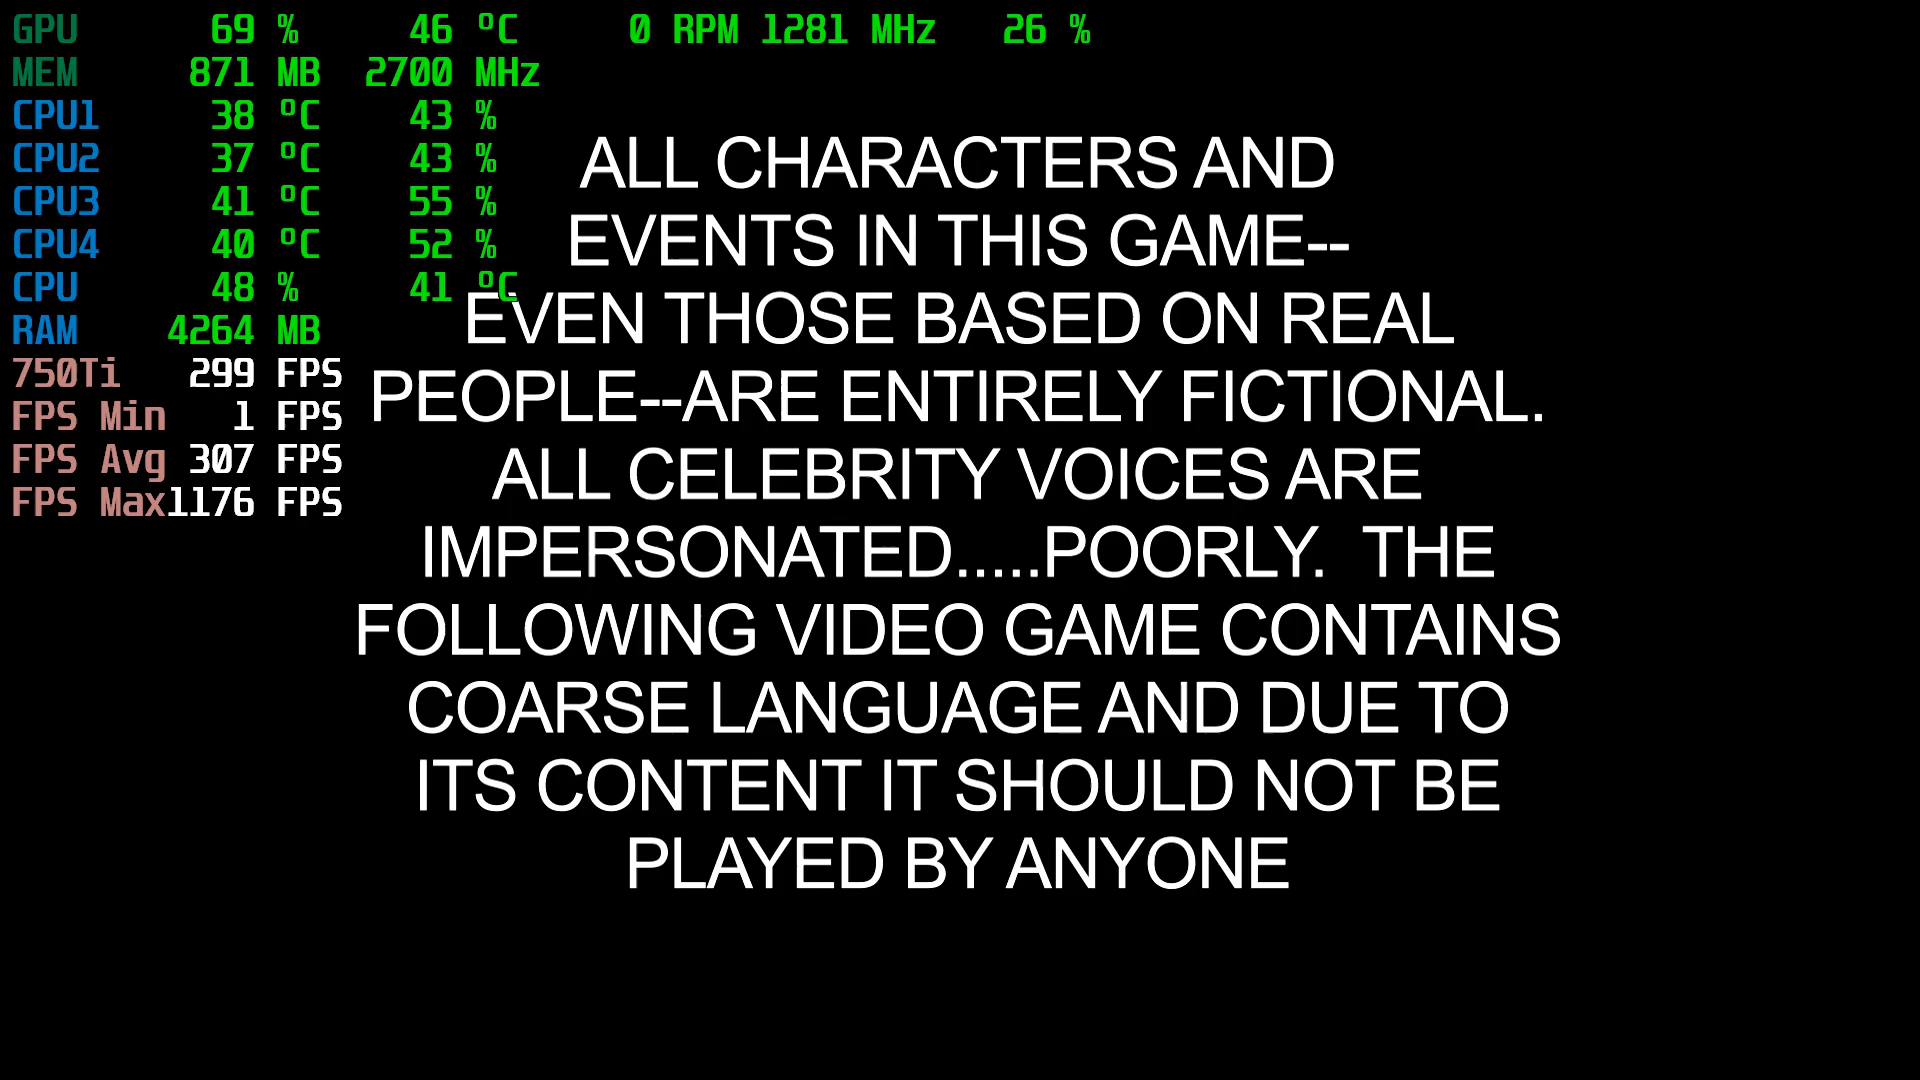 GPU 69 % 46 °C 0 RPM 1281 MHz 26 %
MEM 871 MB 2700 MHz
CPU1 38 °C 43 %
CPU2 37 °C 43 %
CPU3 41 °C 55 %
CPU4 40 °C 52 %
CPU 48 % 41 °C
RAM 4264 MB
750Ti 299 FPS
FPS Min 1 FPS
FPS Avg 307 FPS
FPS Max 1176 FPS
ALL CHARACTERS AND
EVENTS IN THIS GAME--
EVEN THOSE BASED ON REAL
PEOPLE--ARE ENTIRELY FICTIONAL.
ALL CELEBRITY VOICES ARE
IMPERSONATED.....POORLY. THE
FOLLOWING VIDEO GAME CONTAINS
COARSE LANGUAGE AND DUE TO
ITS CONTENT IT SHOULD NOT BE
PLAYED BY ANYONE